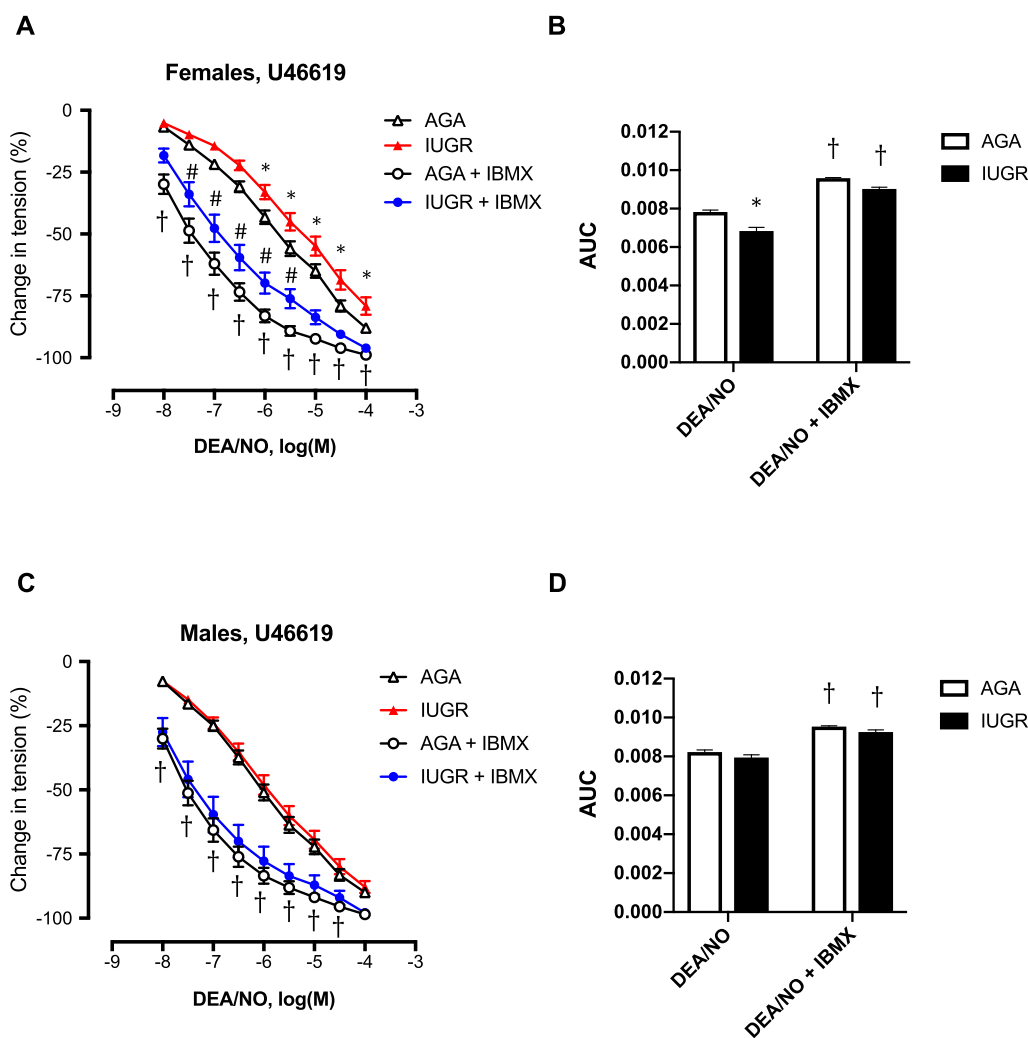 A
Females, U46619
Change in tension (%)
0
-25
-50
-75
-100
-9 -8 -7 -6 -5 -4 -3
DEA/NO, log(M)
AGA
IUGR
AGA + IBMX
IUGR + IBMX
# # # # #
* * * * *
† † † † † † † † †
B
AUC
0.012
0.010
0.008
0.006
0.004
0.002
0.000
*
† †
DEA/NO
DEA/NO + IBMX
AGA
IUGR
C
Males, U46619
Change in tension (%)
0
-25
-50
-75
-100
-9 -8 -7 -6 -5 -4 -3
DEA/NO, log(M)
AGA
IUGR
AGA + IBMX
IUGR + IBMX
† † † † † † † †
D
AUC
0.012
0.010
0.008
0.006
0.004
0.002
0.000
† †
DEA/NO
DEA/NO + IBMX
AGA
IUGR